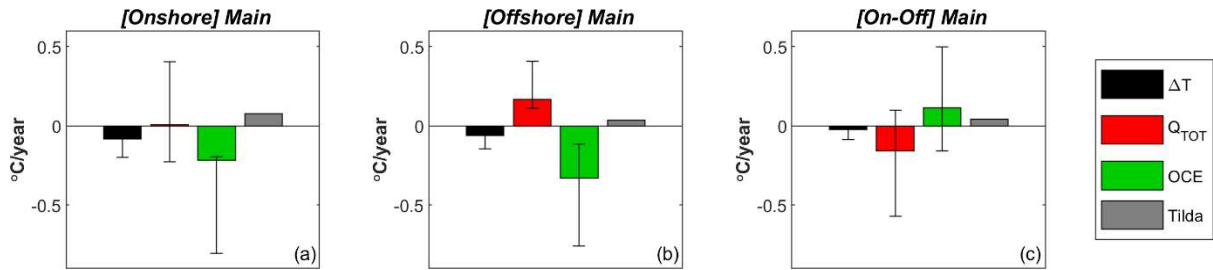 [Onshore] Main
[Offshore] Main
[On-Off] Main
°C/year
0.5
0
-0.5
(a)
°C/year
0.5
0
-0.5
(b)
°C/year
0.5
0
-0.5
(c)
ΔT
Q_TOT
OCE
Tilda